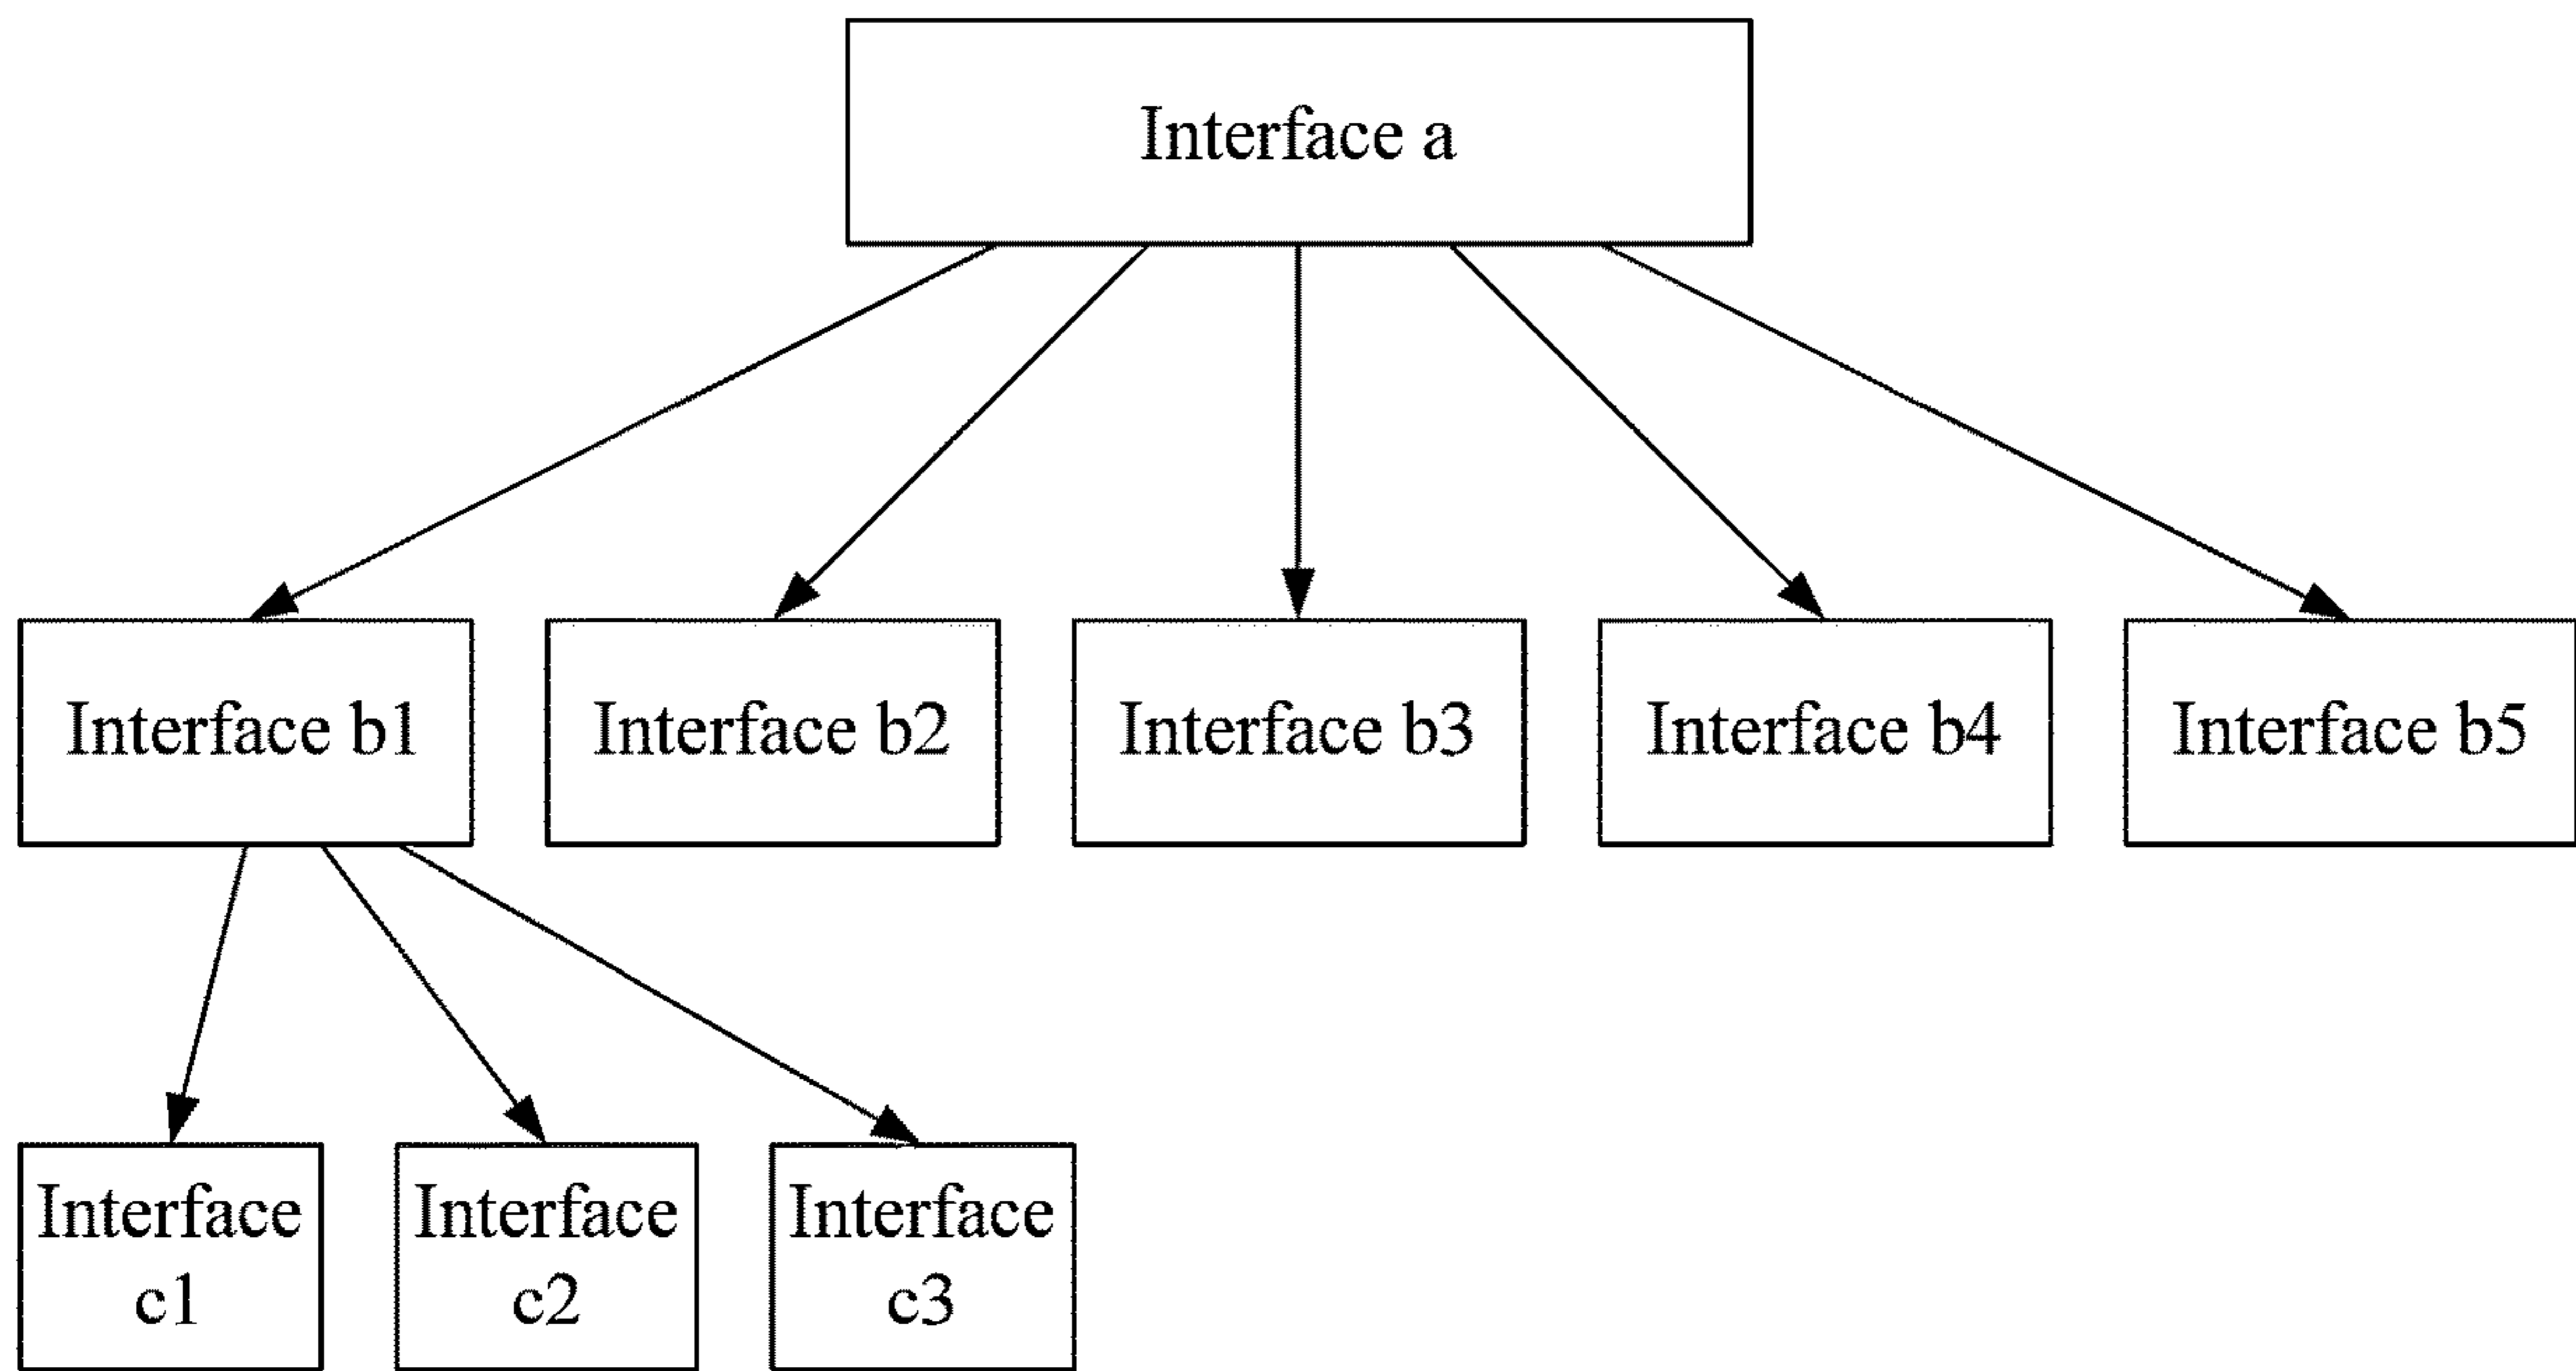 Interface a
Interface b1
Interface b2
Interface b3
Interface b4
Interface b5
Interface
c1
Interface
c2
Interface
c3